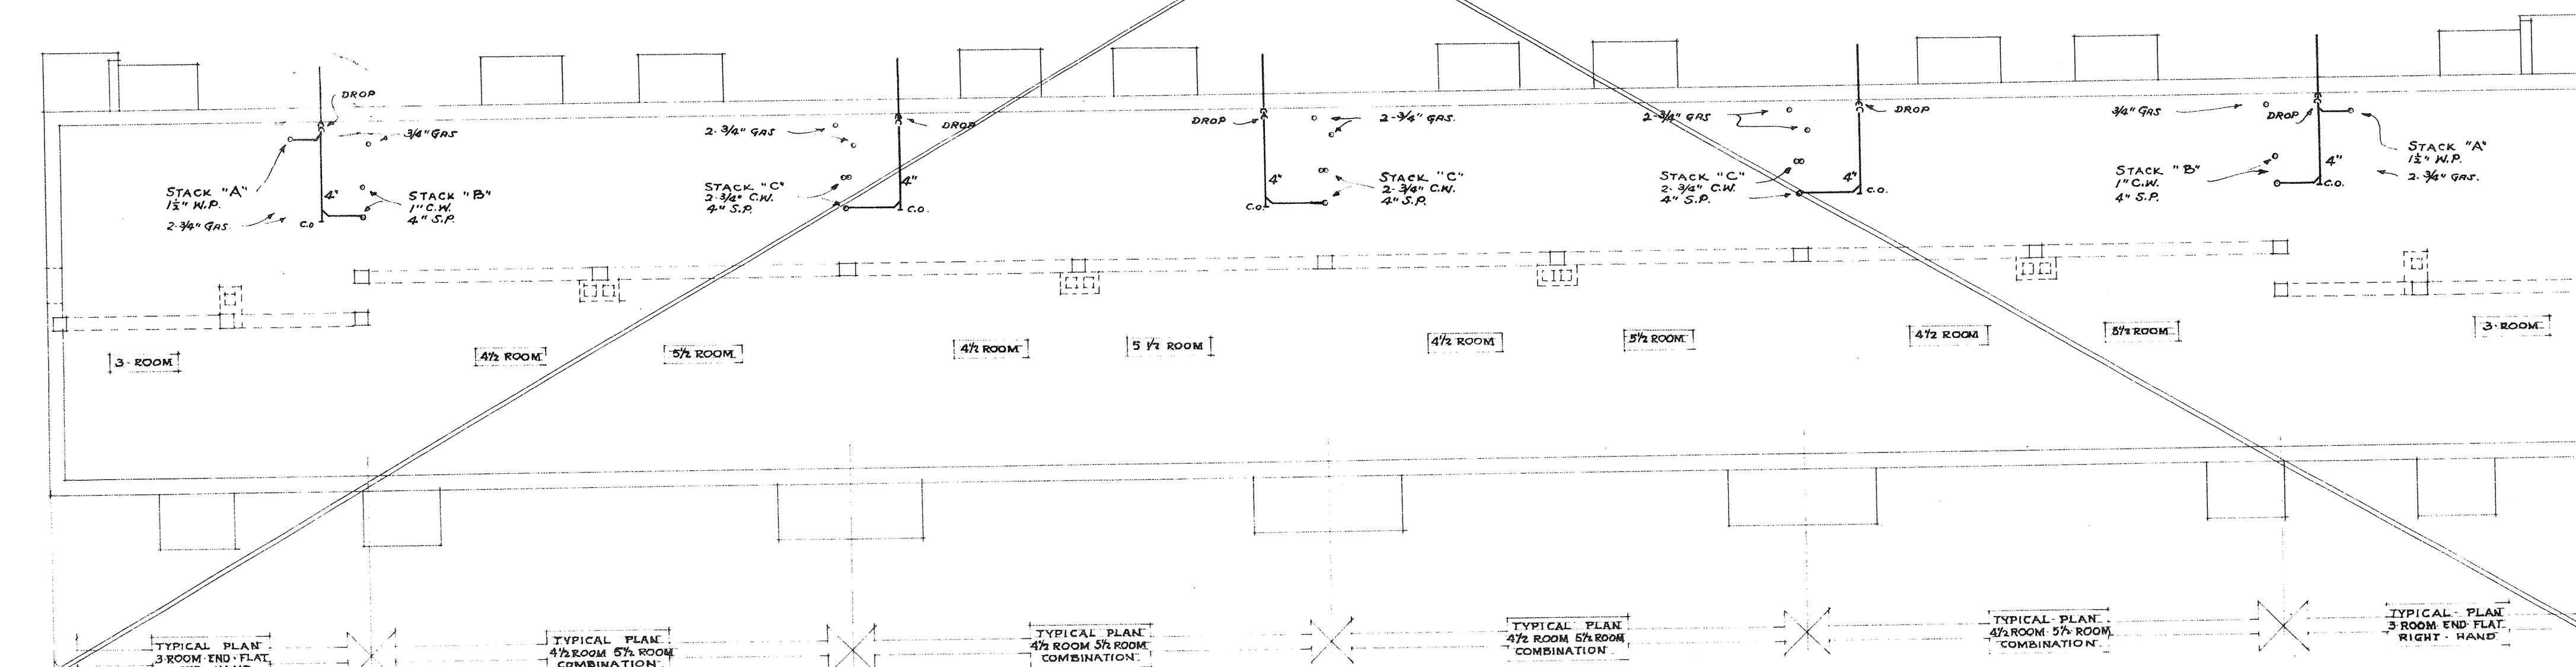 DROP
3/4" GAS
STACK "A"
1½" W.P.
2-3/4" GAS.
4"
C.O
STACK "B"
1" C.W.
4" S.P.
2-3/4" GAS
DROP
STACK "C"
2-3/4" C.W.
4" S.P.
4"
C.O.
DROP
2-3/4" GAS.
4"
C.O.
STACK "C"
2-3/4" C.W.
4" S.P.
2-3/4" GAS
DROP
STACK "C"
2-3/4" C.W.
4" S.P.
4"
C.O.
3/4" GAS
DROP
STACK "B"
1" C.W.
4" S.P.
4"
C.O.
STACK "A"
1½" W.P.
2-3/4" GAS.
3-ROOM
4½ ROOM
5½ ROOM
4½ ROOM
5 ½ ROOM
4½ ROOM
5½ ROOM
4½ ROOM
5½ ROOM
3-ROOM
TYPICAL PLAN
3-ROOM-END-FLAT
TYPICAL PLAN
4½ ROOM 5½ ROOM
COMBINATION
TYPICAL PLAN
4½ ROOM 5½ ROOM
COMBINATION
TYPICAL PLAN
4½ ROOM 5½ ROOM
COMBINATION
TYPICAL-PLAN
4½ ROOM-5½ ROOM
COMBINATION
TYPICAL-PLAN
3-ROOM-END-FLAT
RIGHT-HAND